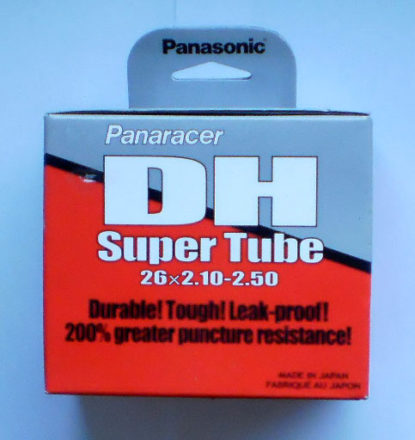 Panasonic
Panaracer
DH
Super Tube
26×2.10-2.50
Durable! Tough! Leak-proof!
200% greater puncture resistance!
MADE IN JAPAN
FABRIQUÉ AU JAPON